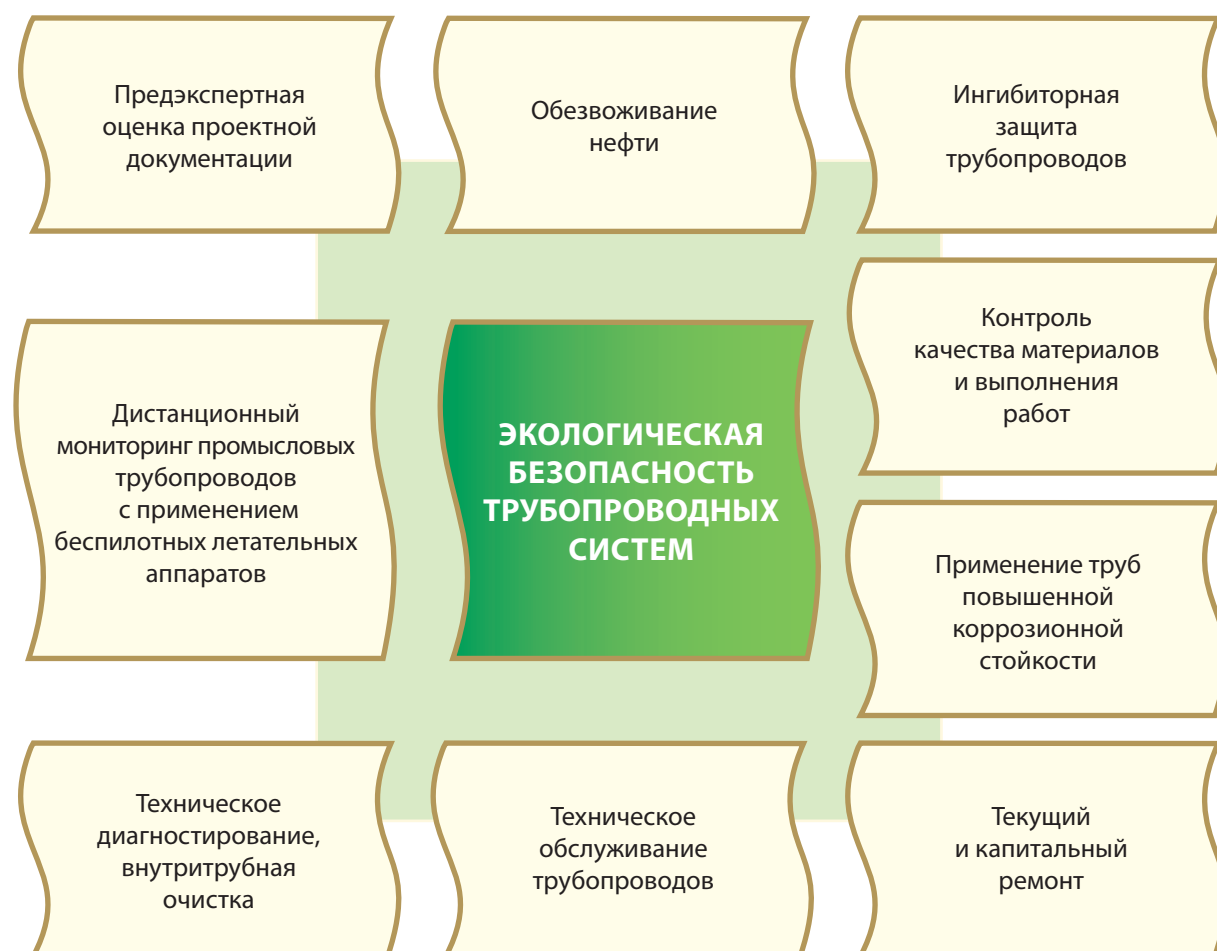 Предэкспертная
оценка проектной
документации
Обезвоживание
нефти
Ингибиторная
защита
трубопроводов
Контроль
качества материалов
и выполнения
работ
Дистанционный
мониторинг промысловых
трубопроводов
с применением
беспилотных летательных
аппаратов
ЭКОЛОГИЧЕСКАЯ
БЕЗОПАСНОСТЬ
ТРУБОПРОВОДНЫХ
СИСТЕМ
Применение труб
повышенной
коррозионной
стойкости
Техническое
диагностирование,
внутритрубная
очистка
Техническое
обслуживание
трубопроводов
Текущий
и капитальный
ремонт